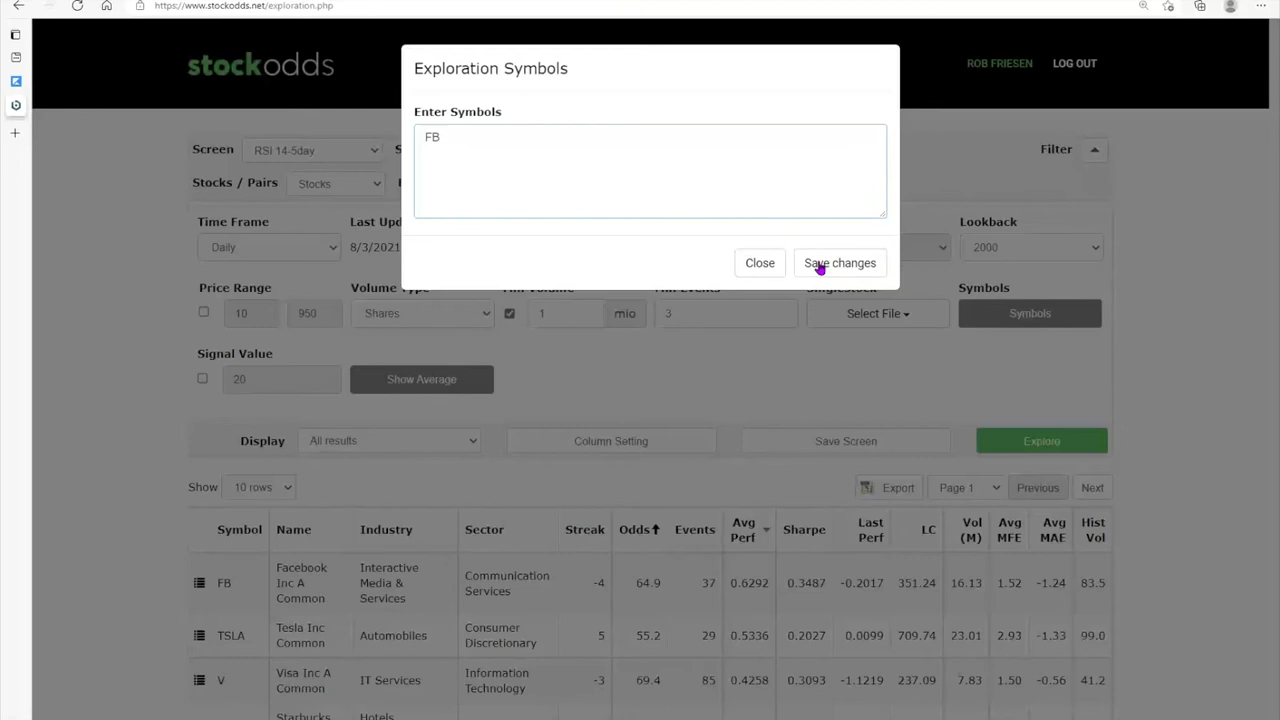 https://www.stockodds.net/exploration.php
stockodds
ROB FRIESEN
LOG OUT
Exploration Symbols
Enter Symbols
FB
Close
Save changes
Screen
RSI 14-5day
Filter
Stocks / Pairs
Stocks
Time Frame
Lookback
Daily
8/3/2021
2000
Price Range
Symbols
10
950
Shares
1
mio
3
Select File
Symbols
Signal Value
20
Show Average
Display
All results
Column Setting
Save Screen
Explore
Show
10 rows
Export
Page 1
Previous
Next
Symbol Name Industry Sector Streak Odds Events Avg Perf Sharpe Last Perf LC Vol (M) Avg MFE Avg MAE Hist Vol
FB Facebook Inc A Common Interactive Media & Services Communication Services -4 64.9 37 0.6292 0.3487 -0.2017 351.24 16.13 1.52 -1.24 83.5
TSLA Tesla Inc Common Automobiles Consumer Discretionary 5 55.2 29 0.5336 0.2027 0.0099 709.74 23.01 2.93 -1.33 99.0
V Visa Inc A Common IT Services Information Technology -3 69.4 85 0.4258 0.3093 -1.1219 237.09 7.83 1.50 -0.56 41.2
Starbucks Hotels